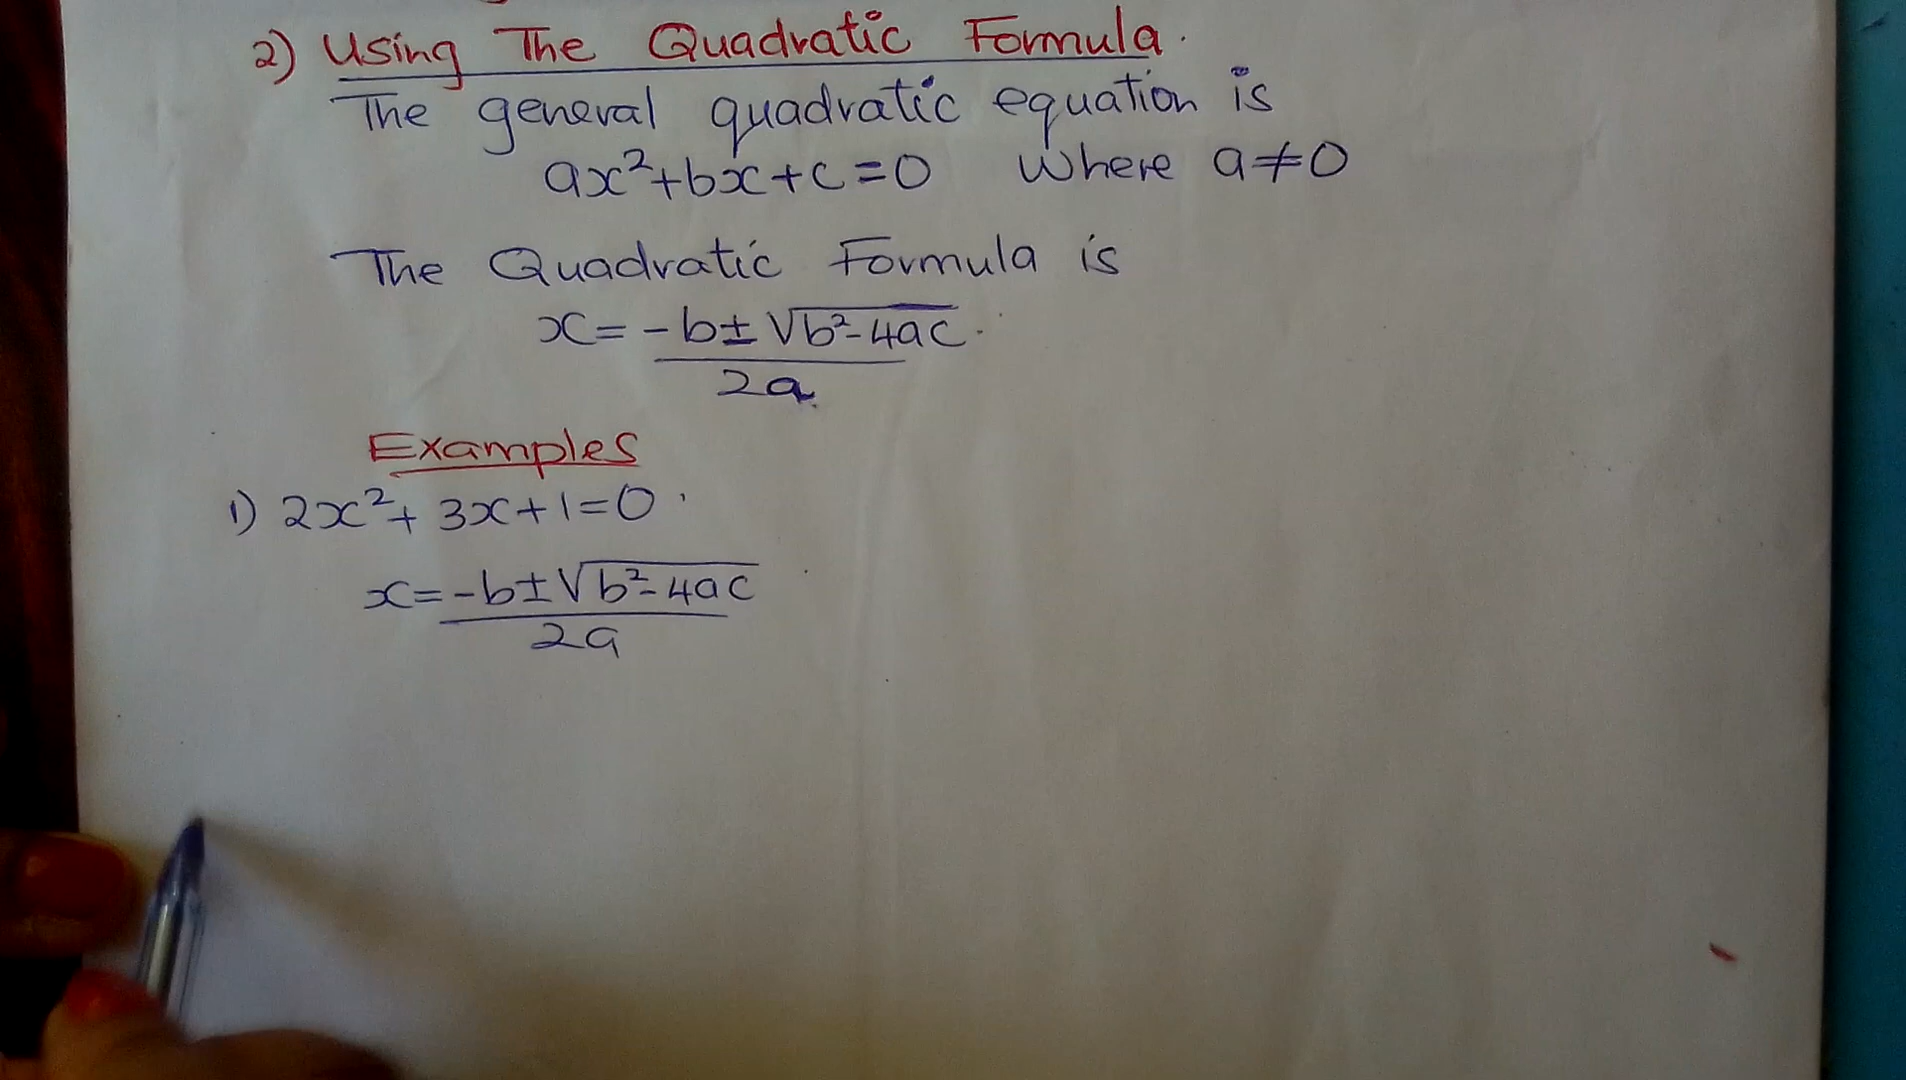 2) Using The Quadratic Formula.
The general quadratic equation is
ax²+bx+c=0 Where a≠0
The Quadratic Formula is
x=-b±√b²-4ac
2a
Examples
1) 2x²+3x+1=0
x=-b±√b²-4ac
2a